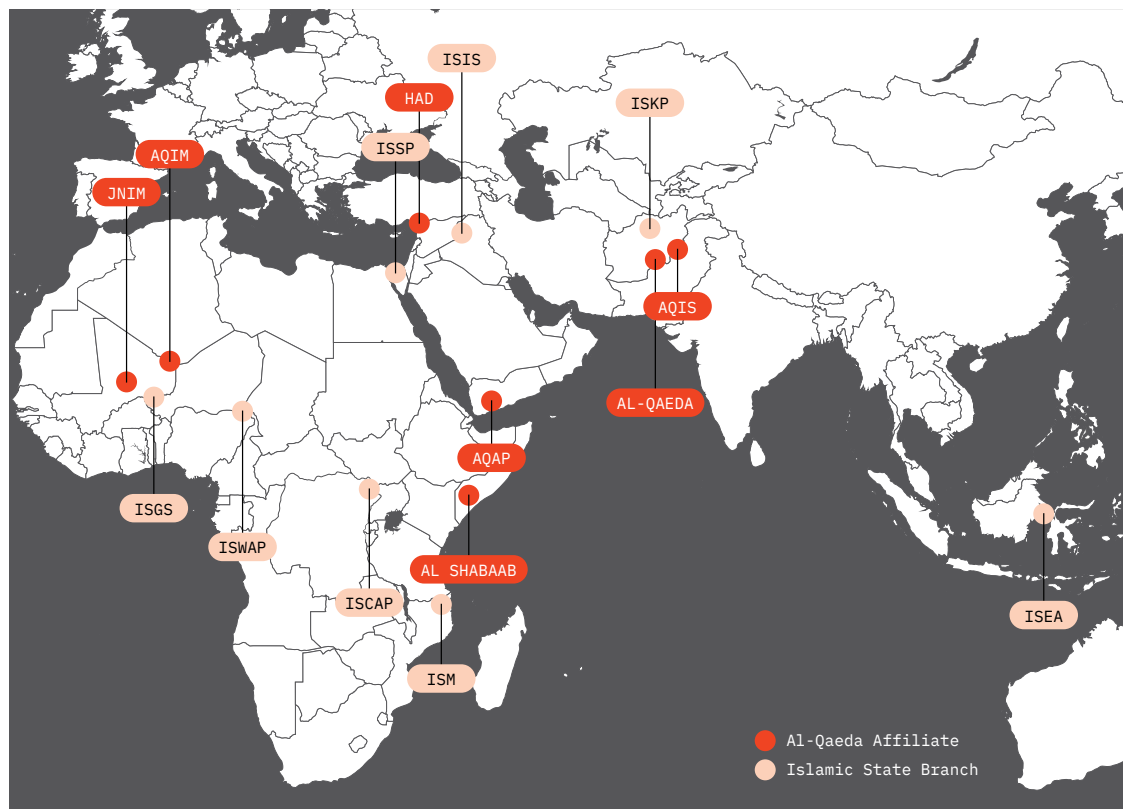 ISIS
HAD
ISKP
ISSP
AQIM
JNIM
AQIS
AL-QAEDA
AQAP
ISGS
ISWAP
AL SHABAAB
ISCAP
ISEA
ISM
Al-Qaeda Affiliate
Islamic State Branch